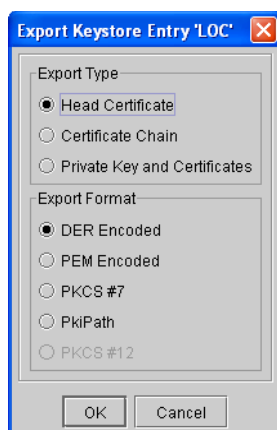 Export Keystore Entry 'LOC'
Export Type
Head Certificate
Certificate Chain
Private Key and Certificates
Export Format
DER Encoded
PEM Encoded
PKCS #7
PkiPath
PKCS #12
OK Cancel